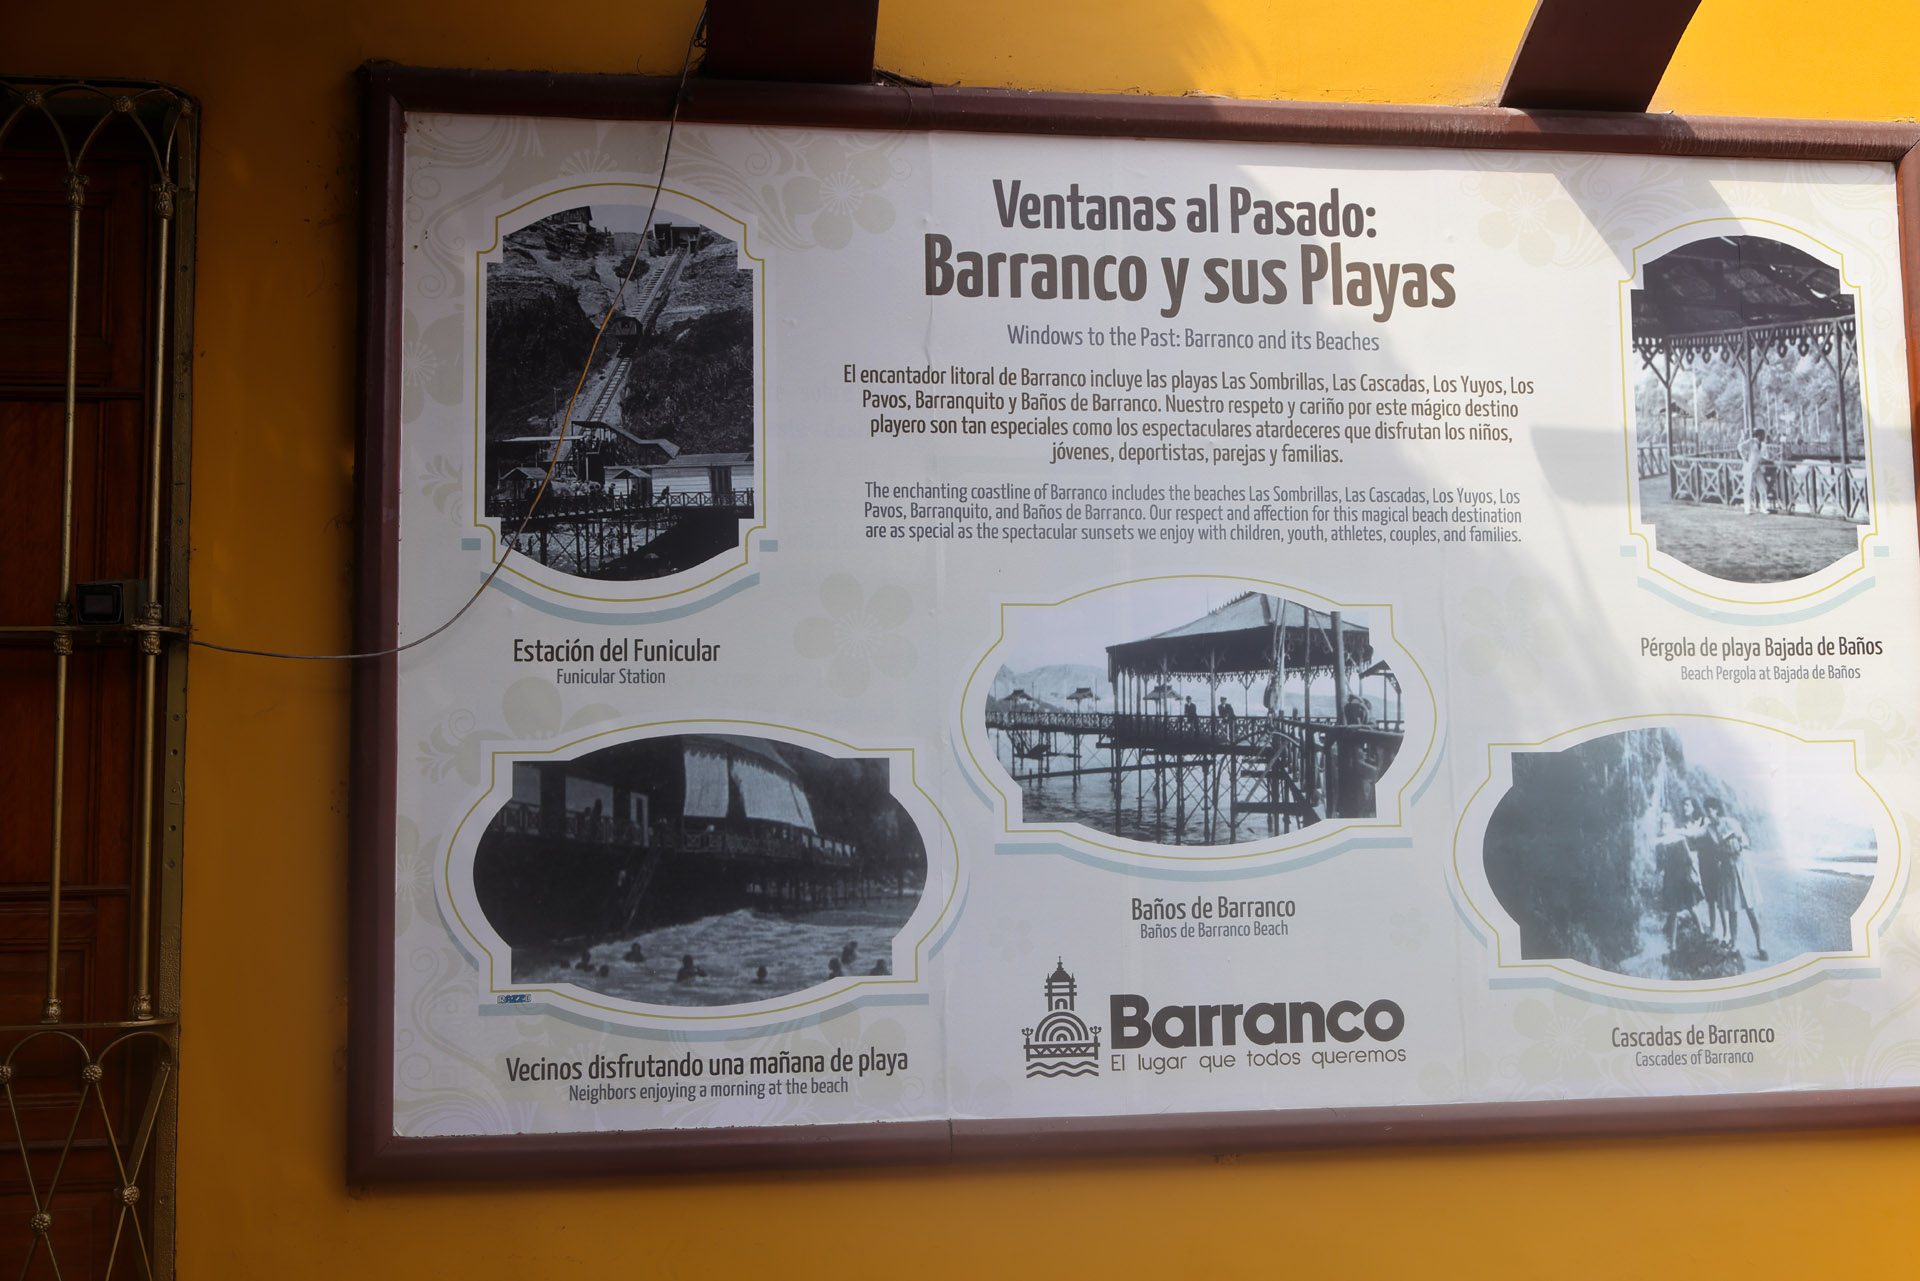 Ventanas al Pasado:
Barranco y sus Playas
Windows to the Past: Barranco and its Beaches
El encantador litoral de Barranco incluye las playas Las Sombrillas, Las Cascadas, Los Yuyos, Los
Pavos, Barranquito y Baños de Barranco. Nuestro respeto y cariño por este mágico destino
playero son tan especiales como los espectaculares atardeceres que disfrutan los niños,
jóvenes, deportistas, parejas y familias.
The enchanting coastline of Barranco includes the beaches Las Sombrillas, Las Cascadas, Los Yuyos, Los
Pavos, Barranquito, and Baños de Barranco. Our respect and affection for this magical beach destination
are as special as the spectacular sunsets we enjoy with children, youth, athletes, couples, and families.
Estación del Funicular
Funicular Station
Pérgola de playa Bajada de Baños
Beach Pergola at Bajada de Baños
Baños de Barranco
Baños de Barranco Beach
Vecinos disfrutando una mañana de playa
Neighbors enjoying a morning at the beach
Cascadas de Barranco
Cascades of Barranco
Barranco
El lugar que todos queremos